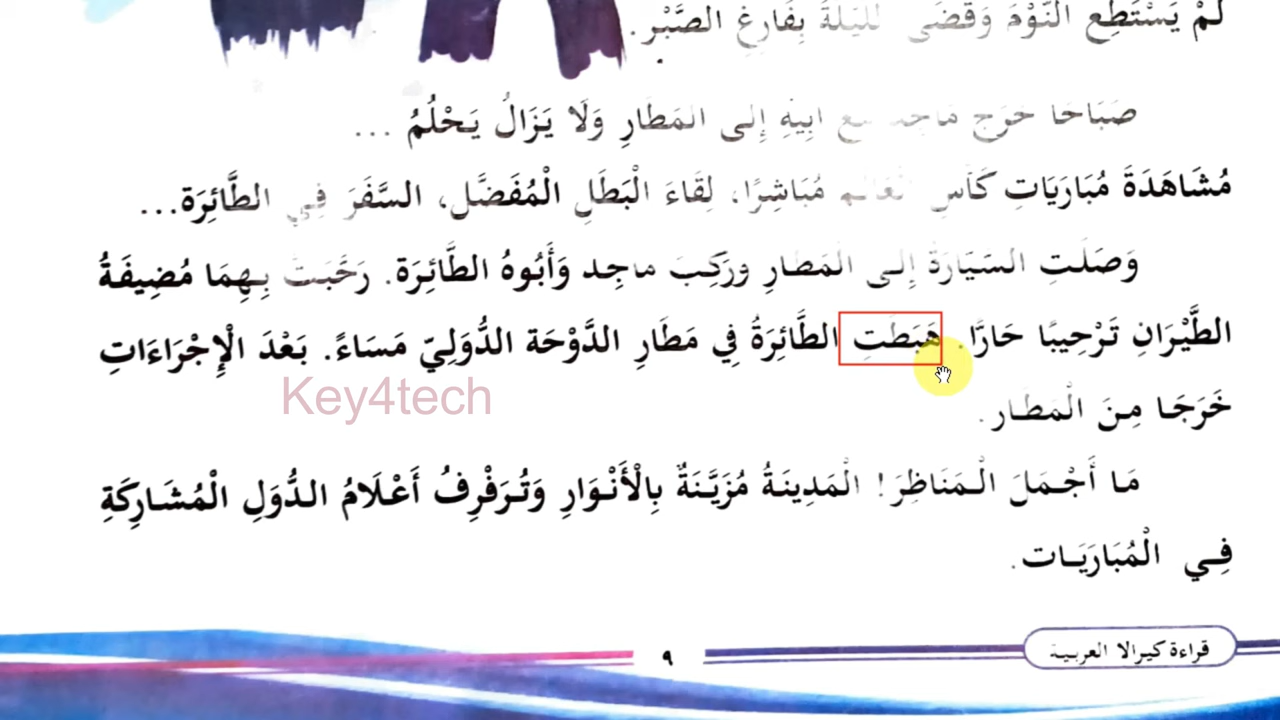 لَمْ يَسْتَطِعِ النَّوْمَ وَقَضَى لَيْلَةً بِفَارِغِ الصَّبْرِ.
صَبَاحًا خَرَجَ مَاجِد مَعَ أَبِيهِ إِلَى الْمَطَارِ وَلَا يَزَالُ يَحْلُمُ ...
مُشَاهَدَةَ مُبَارَيَاتِ كَأْسِ الْعَالَمِ مُبَاشِرًا، لِقَاءَ الْبَطَلِ الْمُفَضَّل، السَّفَرَ فِي الطَّائِرَة...
وَصَلَتِ السَيَارَةُ إِلَى الْمَطَارِ وركِبَ ماجِد وَأَبُوهُ الطَّائِرَة. رَحَّبَتْ بِهِمَا مُضِيفَةُ
الطَّيْرَانِ تَرْحِيبًا حَارًّا. هَبَطَتِ الطَّائِرَةُ فِي مَطَارِ الدَّوْحَة الدُّوَلِيّ مَسَاءً. بَعْدَ الْإِجْرَاءَاتِ
خَرَجَا مِنَ الْمَطَار.
مَا أَجْمَلَ الْمَنَاظِرَ! الْمَدِينَةُ مُزَيَّنَةٌ بِالْأَنْوَارِ وَتُرَفْرِفُ أَعْلَامُ الدُّوَلِ الْمُشَارِكَةِ
فِي الْمُبَارَيَات.
Key4tech
٩
قراءة كيرالا العربية